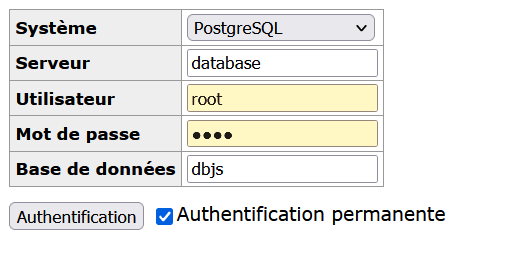 Système PostgreSQL
Serveur database
Utilisateur root
Mot de passe ●●●●
Base de données dbjs
Authentification Authentification permanente